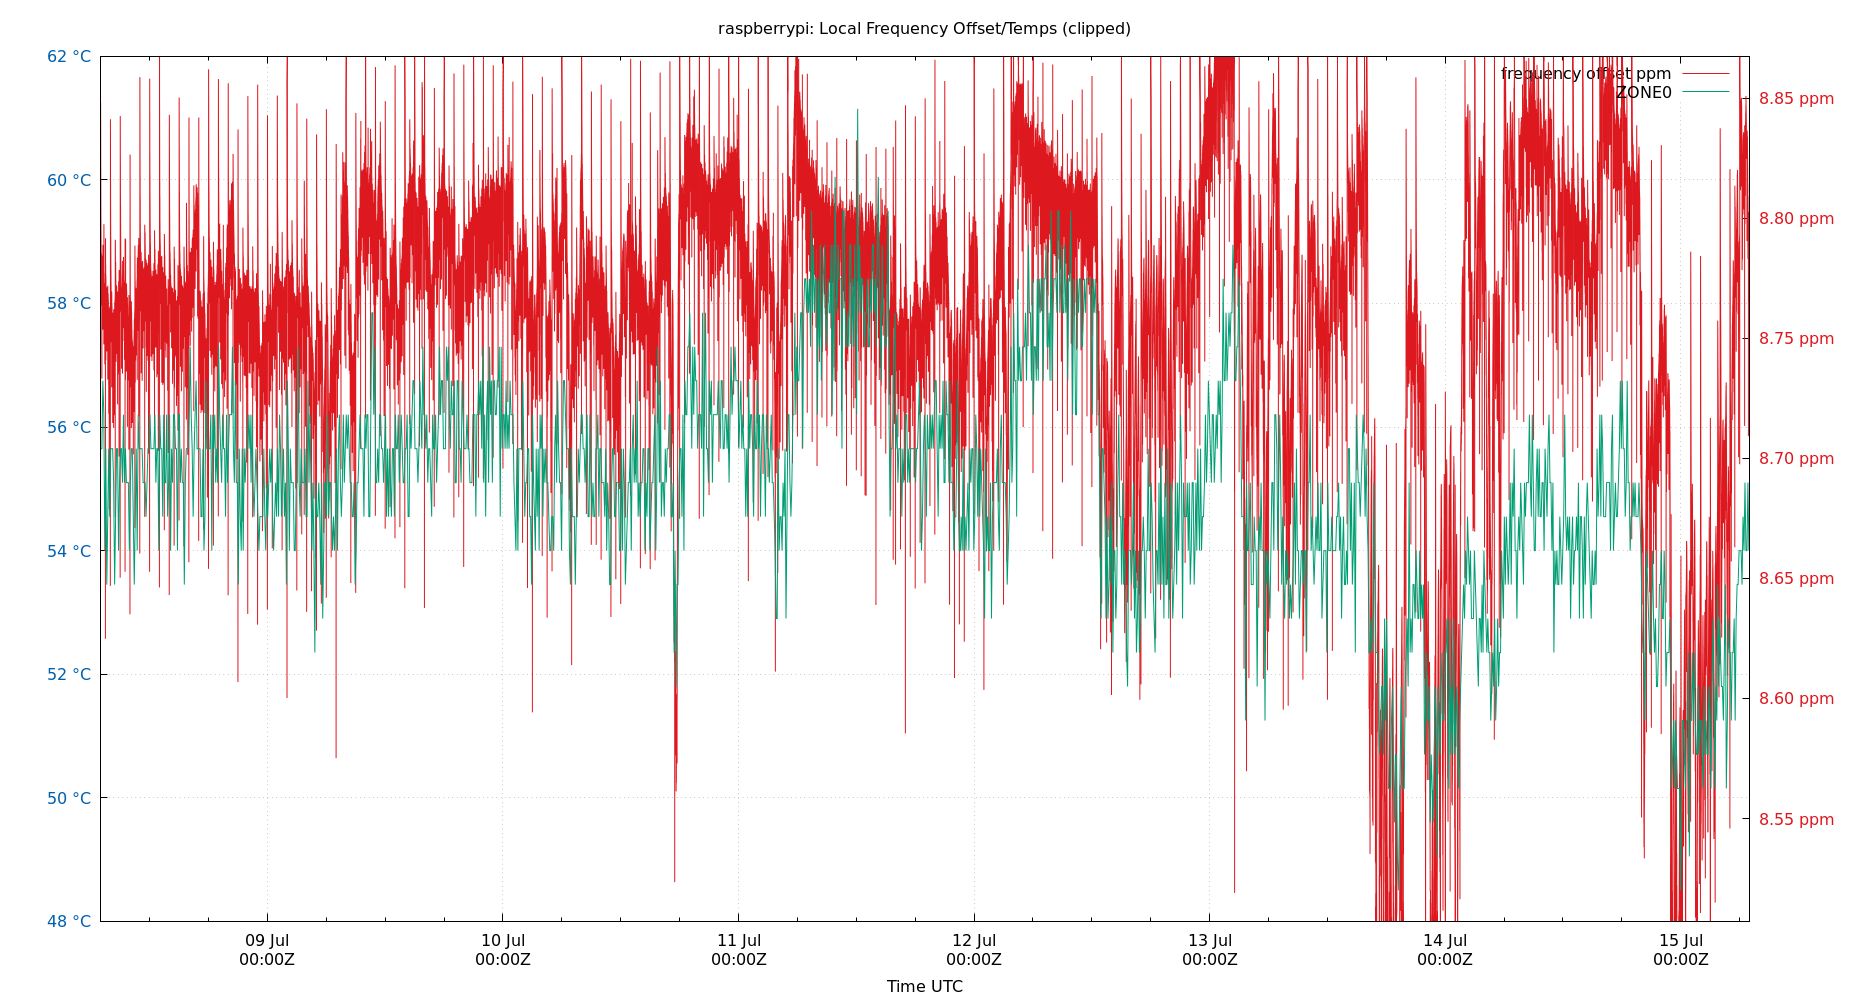 raspberrypi: Local Frequency Offset/Temps (clipped)
62 °C
60 °C
58 °C
56 °C
54 °C
52 °C
50 °C
48 °C
frequency offset ppm
ZONE0
8.85 ppm
8.80 ppm
8.75 ppm
8.70 ppm
8.65 ppm
8.60 ppm
8.55 ppm
09 Jul
00:00Z
10 Jul
00:00Z
11 Jul
00:00Z
12 Jul
00:00Z
13 Jul
00:00Z
14 Jul
00:00Z
15 Jul
00:00Z
Time UTC